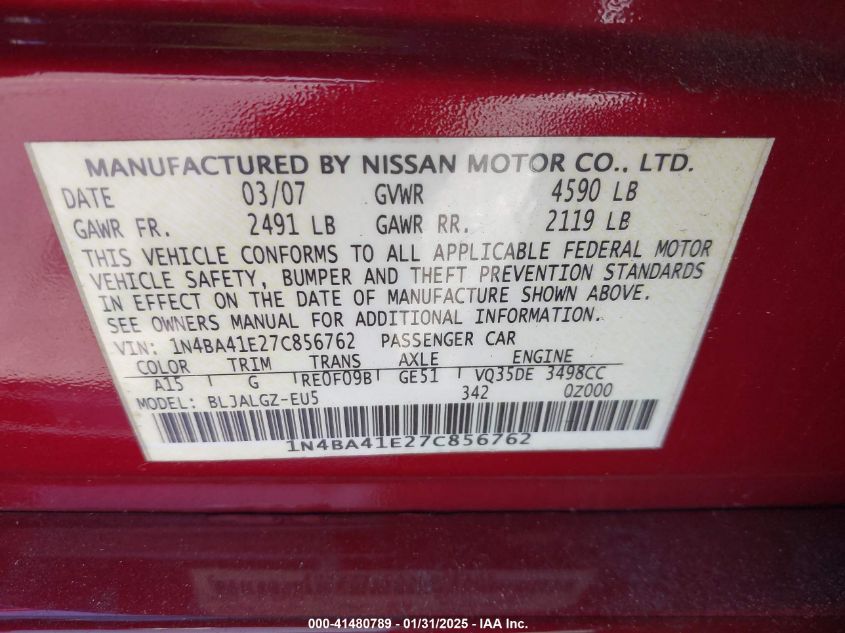 MANUFACTURED BY NISSAN MOTOR CO., LTD.
DATE 03/07 GVWR 4590 LB
GAWR FR. 2491 LB GAWR RR. 2119 LB
THIS VEHICLE CONFORMS TO ALL APPLICABLE FEDERAL MOTOR
VEHICLE SAFETY, BUMPER AND THEFT PREVENTION STANDARDS
IN EFFECT ON THE DATE OF MANUFACTURE SHOWN ABOVE.
SEE OWNERS MANUAL FOR ADDITIONAL INFORMATION.
VIN: 1N4BA41E27C856762 PASSENGER CAR
COLOR TRIM TRANS AXLE ENGINE
A15 G RE0F09B GE51 VQ35DE 3498CC
MODEL: BLJALGZ-EU5 342 0Z000
1N4BA41E27C856762
000-41480789 - 01/31/2025 - IAA Inc.